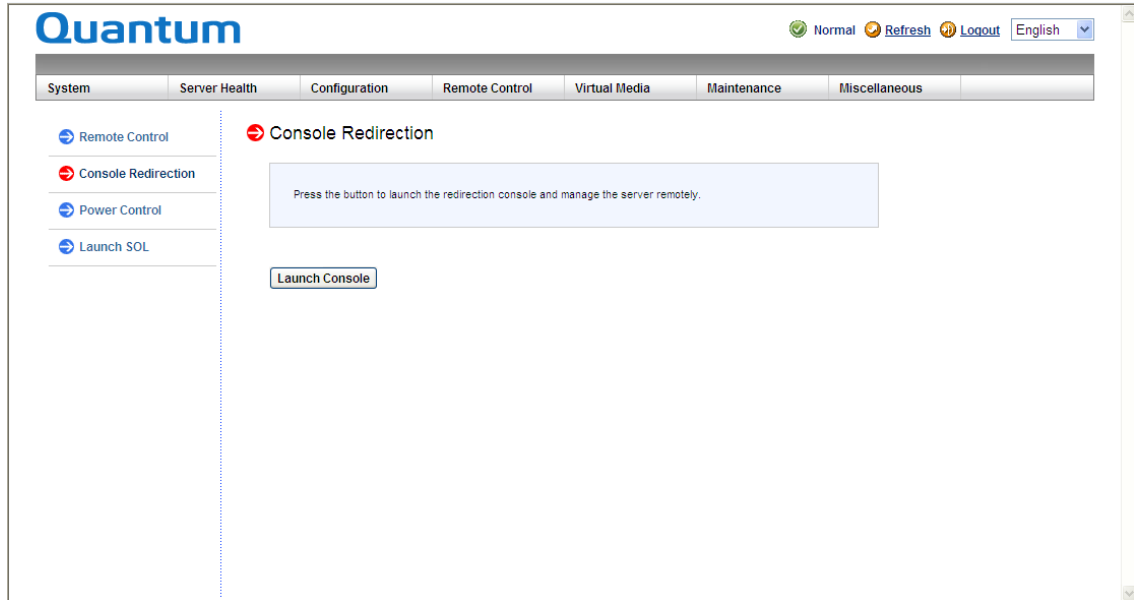 Quantum
Normal Refresh Logout English
System Server Health Configuration Remote Control Virtual Media Maintenance Miscellaneous
Remote Control
Console Redirection
Power Control
Launch SOL
Console Redirection
Press the button to launch the redirection console and manage the server remotely.
Launch Console